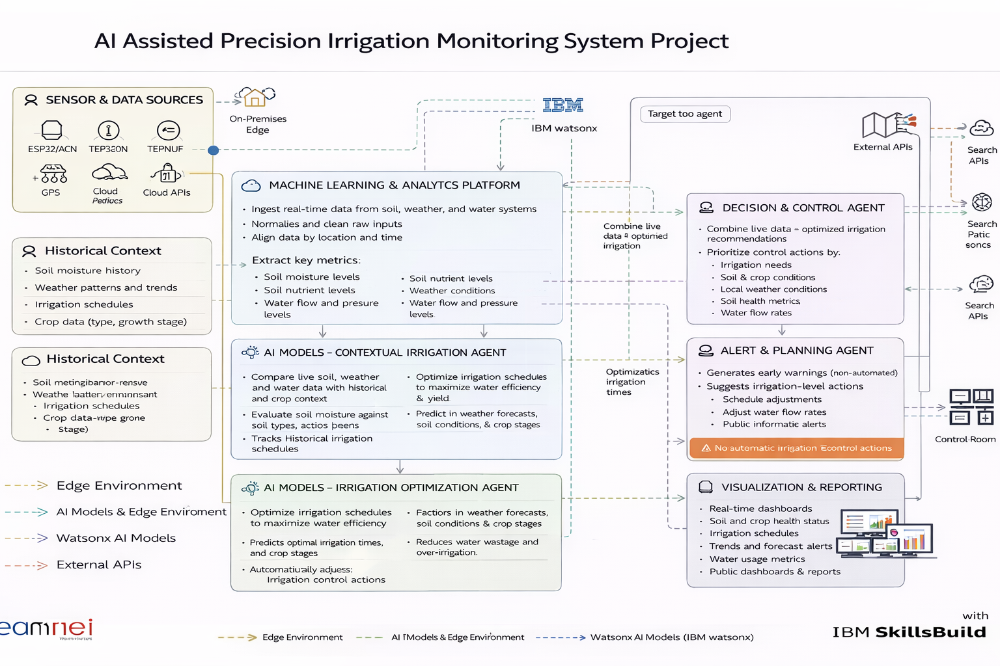 AI Assisted Precision Irrigation Monitoring System Project
SENSOR & DATA SOURCES
ESP32/ACN
TEP320N
TEPNUF
GPS
Cloud
Cloud APIs
On-Premises
Edge
IBM
IBM watsonx
Target too agent
External APIs
Search
APIs
Search
Patic
soncs
Search
APIs
Control-Room
Historical Context
• Soil moisture history
• Weather patterns and trends
• Irrigation schedules
• Crop data (type, growth stage)
Historical Context
• Soil
• Weathe
• Irrigation schedules
• Crop data-
• Stage)
MACHINE LEARNING & ANALYTCS PLATFORM
• Ingest real-time data from soil, weather, and water systems
• Normalies and clean raw inputs
• Align data by location and time
Extract key metrics:
• Soil moisture levels
• Soil nutrient levels
• Water flow and presure
levels
• Soil nutrient levels
• Weather conditions
• Water flow and pressure
levels
AI MODELS – CONTEXTUAL IRRIGATION AGENT
• Compare live soil, weather
and water data with historical
and crop context
• Evaluate soil moisture against
soil types, actios
• Tracks Historical irrigation
schedules
• Optimize irrigation schedules
to maximize water efficiency
& yield.
• Predict in weather forecasts,
soil conditions, & crop stages
AI MODELS – IRRIGATION OPTIMIZATION AGENT
• Optimize irrigation schedules
to maximize water efficiency
• Predicts optimal irrigation times,
and crop stages
• Automatiually
Irrigation control actions
• Factiors in weather forecasts,
soil conditions & crop stages
• Reduces water wastage and
over-irrigation.
Combine live
data optimied
irrigation
Optimizatics
irrigation
times
DECISION & CONTROL AGENT
• Combine live data = optimized irrigation
recommendations
• Prioritize control actions by:
• Irrigation needs
• Soil & crop conditions
• Local weather conditions
• Soil health metrics
• Water flow rates
ALERT & PLANNING AGENT
• Generates early warnings (non-automated)
• Suggests irrigation-level actions
• Schedule adjustments
• Adjust water flow rates
• Public informatic alerts
No automatic irrigation Econtrol actions
VISUALIZATION & REPORTING
• Real-time dashboards
• Soil and crop health status
• Irrigation schedules
• Trends and forecast alerts
• Water usage metrics
• Public dashboards & reports
Edge Environment
AI Models & Edge Enviroment
Watsonx AI Models
External APIs
eamnei
Edge Environment
AI TModels & Edge Environment
Watsonx AI Models (IBM watsonx)
with
IBM SkillsBuild